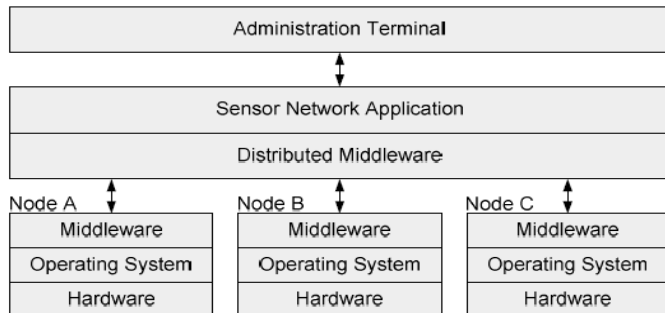 Administration Terminal
Sensor Network Application
Distributed Middleware
Node A
Node B
Node C
Middleware
Middleware
Middleware
Operating System
Operating System
Operating System
Hardware
Hardware
Hardware